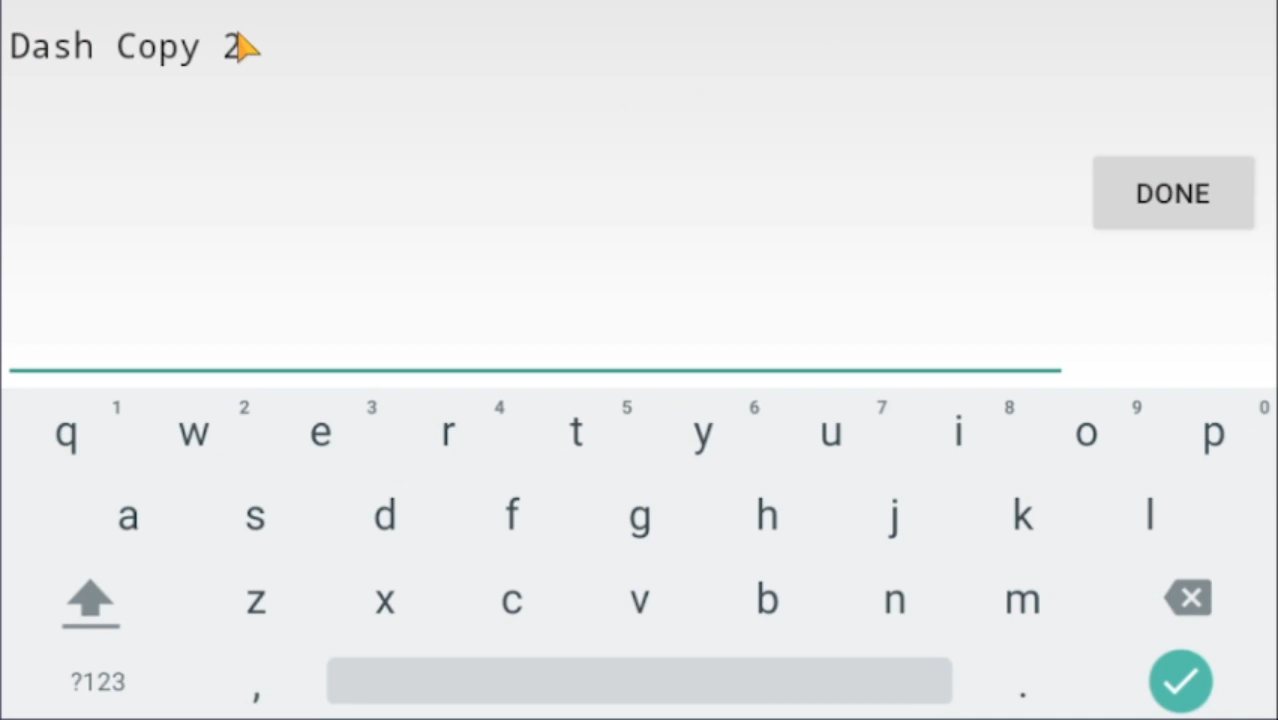 Dash Copy 2
DONE
1 2 3 4 5 6 7 8 9 0
q w e r t y u i o p
a s d f g h j k l
z x c v b n m
?123 , .